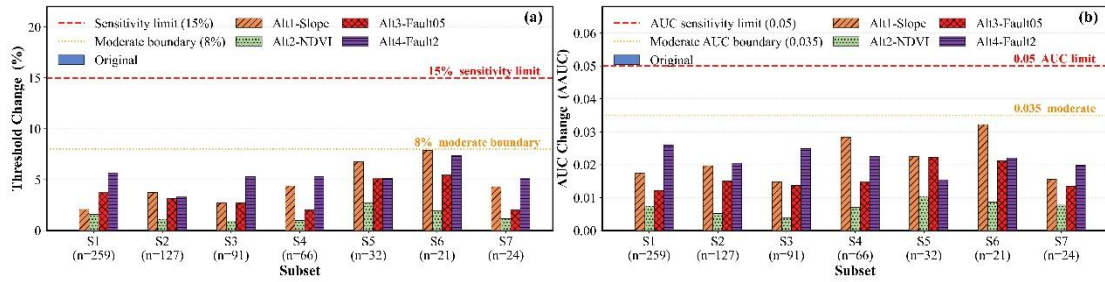 (a)
Sensitivity limit (15%)
Moderate boundary (8%)
Original
Alt1-Slope
Alt2-NDVI
Alt3-Fault05
Alt4-Fault2
15% sensitivity limit
8% moderate boundary
Threshold Change (%)
20
15
10
5
0
S1
(n=259)
S2
(n=127)
S3
(n=91)
S4
(n=66)
S5
(n=32)
S6
(n=21)
S7
(n=24)
Subset
(b)
AUC sensitivity limit (0.05)
Moderate AUC boundary (0.035)
Original
Alt1-Slope
Alt2-NDVI
Alt3-Fault05
Alt4-Fault2
0.05 AUC limit
0.035 moderate
AUC Change (AAUC)
0.06
0.05
0.04
0.03
0.02
0.01
0.00
S1
(n=259)
S2
(n=127)
S3
(n=91)
S4
(n=66)
S5
(n=32)
S6
(n=21)
S7
(n=24)
Subset